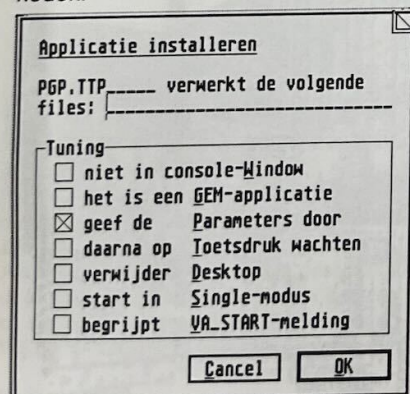 Applicatie installeren
PGP.TTP_____ verwerkt de volgende
files: ____________________________
Tuning
niet in console-Window
het is een GEM-applicatie
geef de Parameters door
daarna op Toetsdruk wachten
verwijder Desktop
start in Single-modus
begrijpt VA_START-melding
Cancel OK